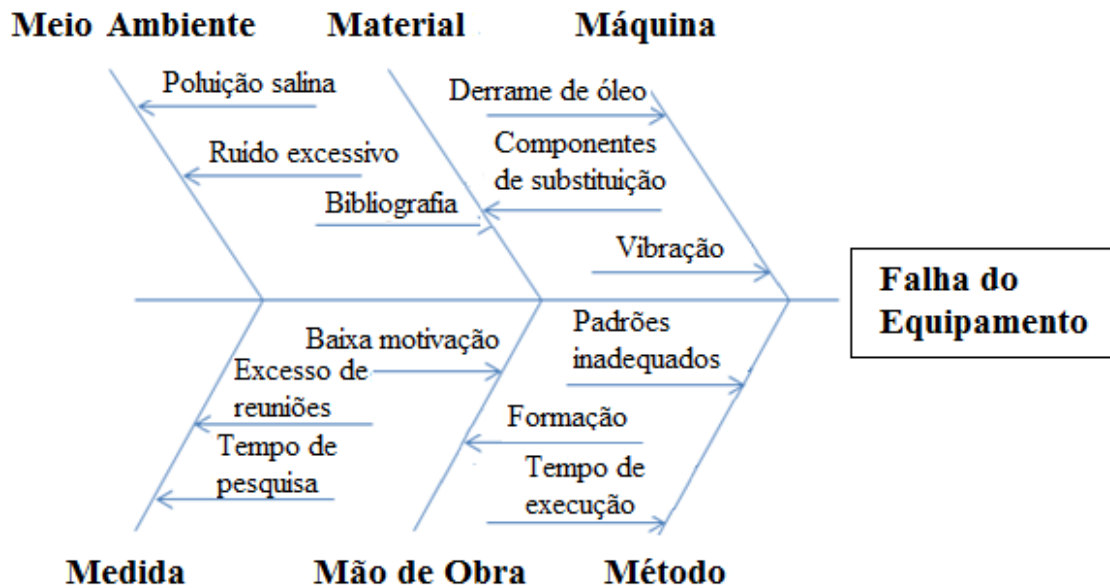 Meio Ambiente
Material
Máquina
Poluição salina
Derrame de óleo
Ruído excessivo
Componentes
de substituição
Bibliografia
Vibração
Falha do
Equipamento
Padrões
inadequados
Baixa motivação
Excesso de
reuniões
Formação
Tempo de
pesquisa
Tempo de
execução
Medida
Mão de Obra
Método